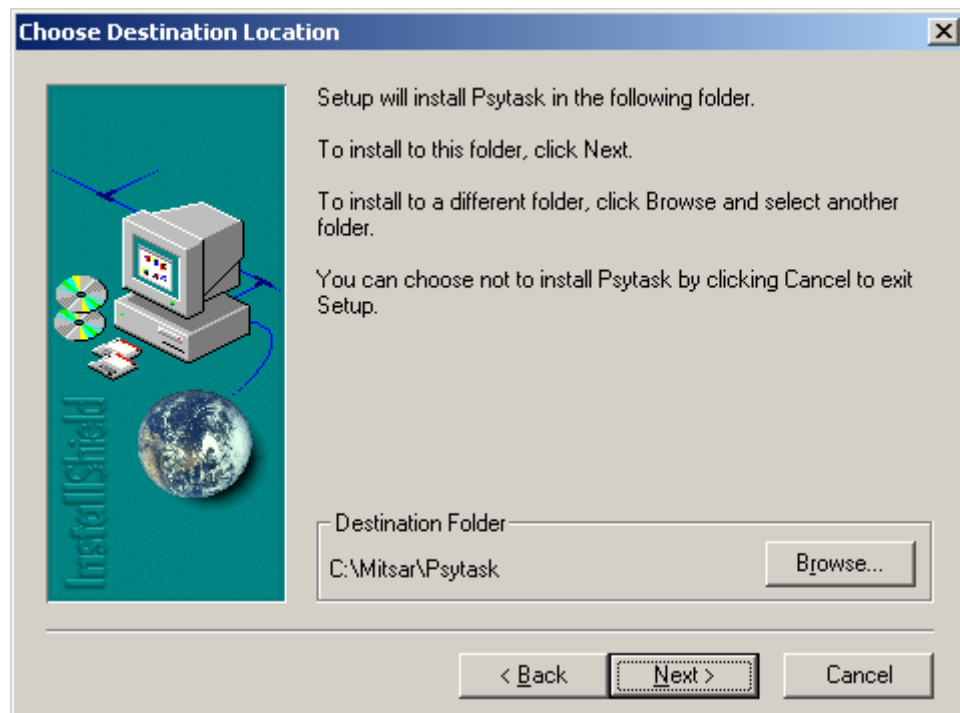 Choose Destination Location
Setup will install Psytask in the following folder.
To install to this folder, click Next.
To install to a different folder, click Browse and select another
folder.
You can choose not to install Psytask by clicking Cancel to exit
Setup.
InstallShield
Destination Folder
C:\Mitsar\Psytask
Browse...
< Back
Next >
Cancel